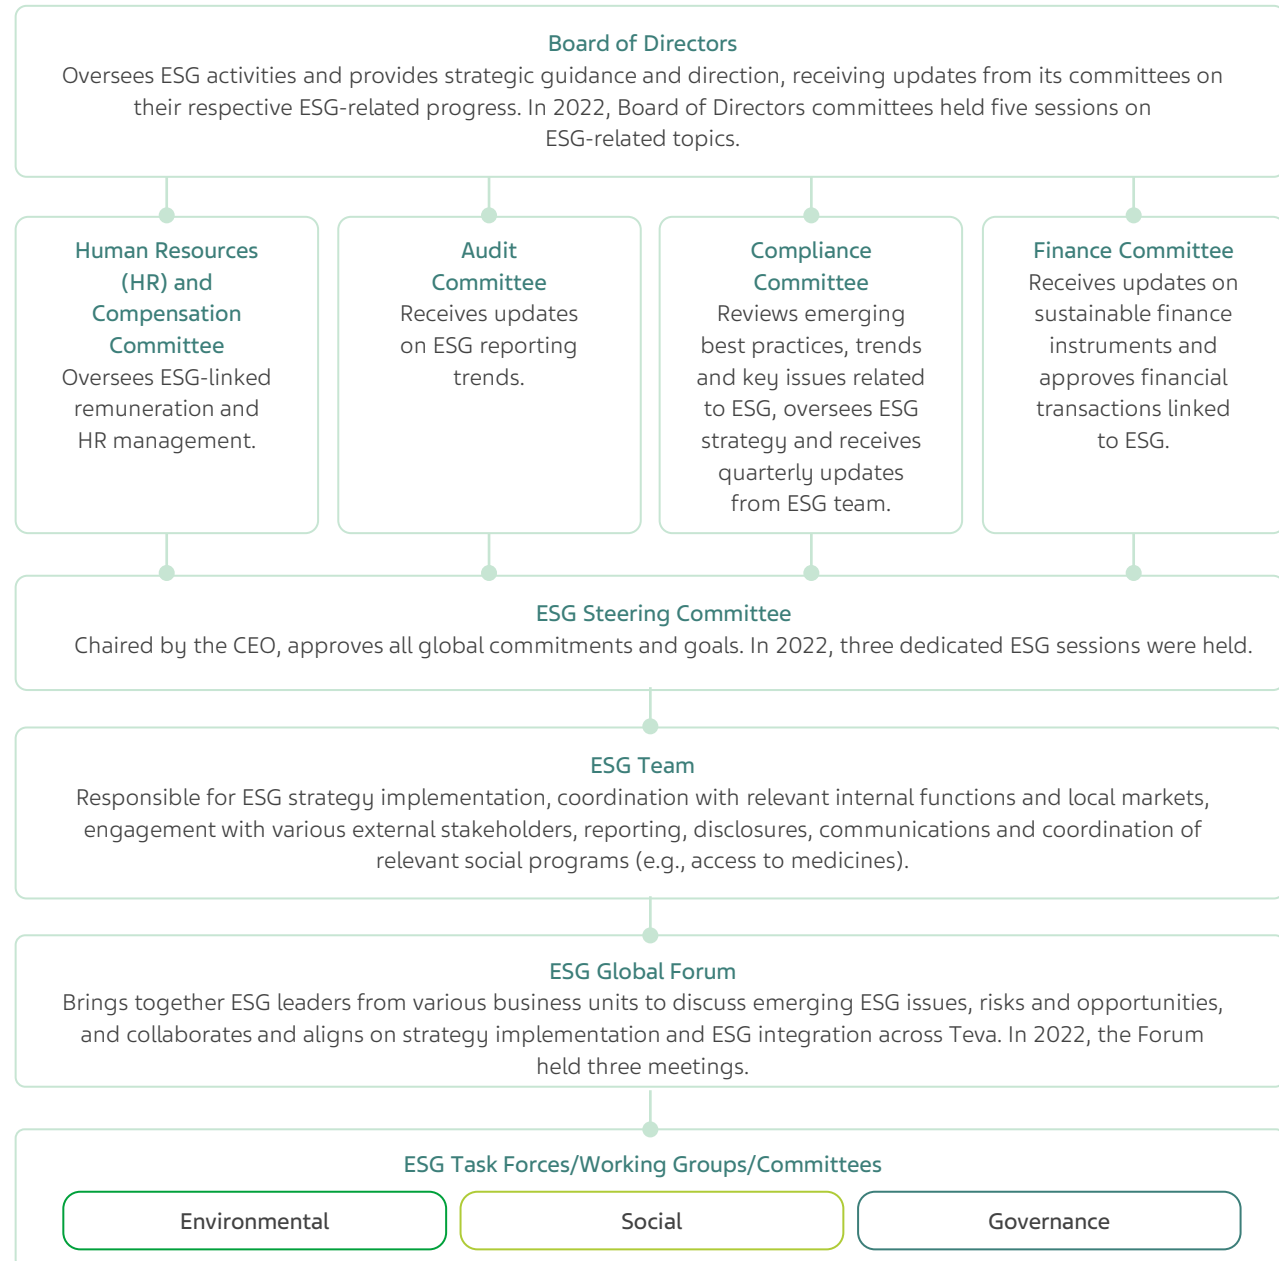 Board of Directors
Oversees ESG activities and provides strategic guidance and direction, receiving updates from its committees on
their respective ESG-related progress. In 2022, Board of Directors committees held five sessions on
ESG-related topics.
Human Resources
(HR) and
Compensation
Committee
Oversees ESG-linked
remuneration and
HR management.
Audit
Committee
Receives updates
on ESG reporting
trends.
Compliance
Committee
Reviews emerging
best practices, trends
and key issues related
to ESG, oversees ESG
strategy and receives
quarterly updates
from ESG team.
Finance Committee
Receives updates on
sustainable finance
instruments and
approves financial
transactions linked
to ESG.
ESG Steering Committee
Chaired by the CEO, approves all global commitments and goals. In 2022, three dedicated ESG sessions were held.
ESG Team
Responsible for ESG strategy implementation, coordination with relevant internal functions and local markets,
engagement with various external stakeholders, reporting, disclosures, communications and coordination of
relevant social programs (e.g., access to medicines).
ESG Global Forum
Brings together ESG leaders from various business units to discuss emerging ESG issues, risks and opportunities,
and collaborates and aligns on strategy implementation and ESG integration across Teva. In 2022, the Forum
held three meetings.
ESG Task Forces/Working Groups/Committees
Environmental
Social
Governance